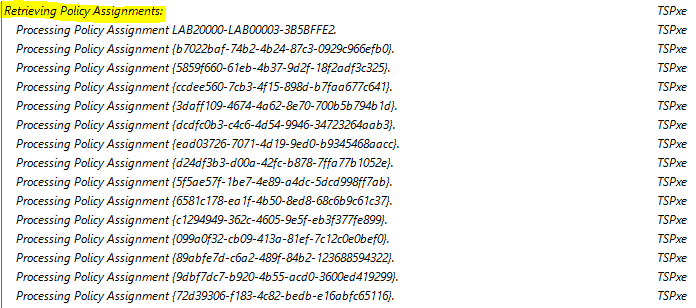 Retrieving Policy Assignments: TSPxe
Processing Policy Assignment LAB20000-LAB00003-3B5BFFE2. TSPxe
Processing Policy Assignment {b7022baf-74b2-4b24-87c3-0929c966efb0}. TSPxe
Processing Policy Assignment {5859f660-61eb-4b37-9d2f-18f2adf3c325}. TSPxe
Processing Policy Assignment {ccdee560-7cb3-4f15-898d-b7faa677c641}. TSPxe
Processing Policy Assignment {3daff109-4674-4a62-8e70-700b5b794b1d}. TSPxe
Processing Policy Assignment {dcdfc0b3-c4c6-4d54-9946-34723264aab3}. TSPxe
Processing Policy Assignment {ead03726-7071-4d19-9ed0-b9345468aacc}. TSPxe
Processing Policy Assignment {d24df3b3-d00a-42fc-b878-7ffa77b1052e}. TSPxe
Processing Policy Assignment {5f5ae57f-1be7-4e89-a4dc-5dcd998ff7ab}. TSPxe
Processing Policy Assignment {6581c178-ea1f-4b50-8ed8-68c6b9c61c37}. TSPxe
Processing Policy Assignment {c1294949-362c-4605-9e5f-eb3f377fe899}. TSPxe
Processing Policy Assignment {099a0f32-cb09-413a-81ef-7c12c0e0bef0}. TSPxe
Processing Policy Assignment {89abfe7d-c6a2-489f-84b2-123688594322}. TSPxe
Processing Policy Assignment {9dbf7dc7-b920-4b55-acd0-3600ed419299}. TSPxe
Processing Policy Assignment {72d39306-f183-4c82-bedb-e16abfc65116}. TSPxe